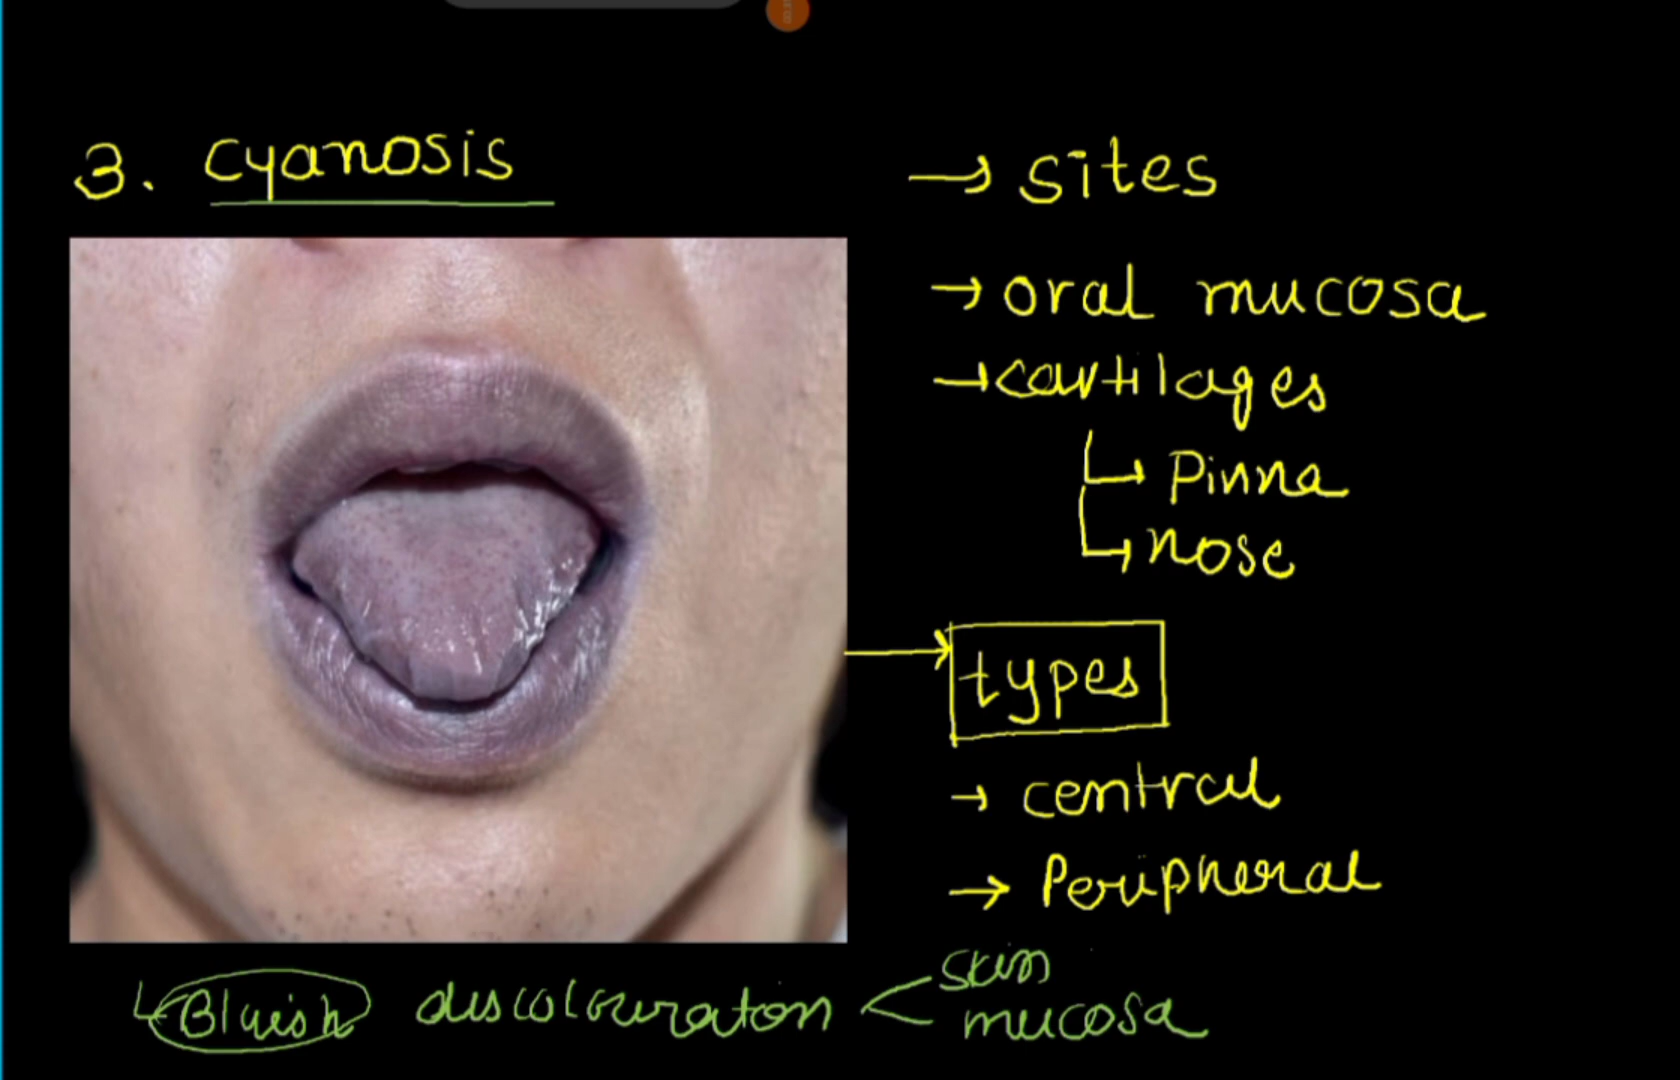 3. Cyanosis
→ sites
→ oral mucosa
→ cartilages
↳ Pinna
↳ nose
→ types
→ central
→ Peripheral
↳ Bluish discolouraton < skin
mucosa